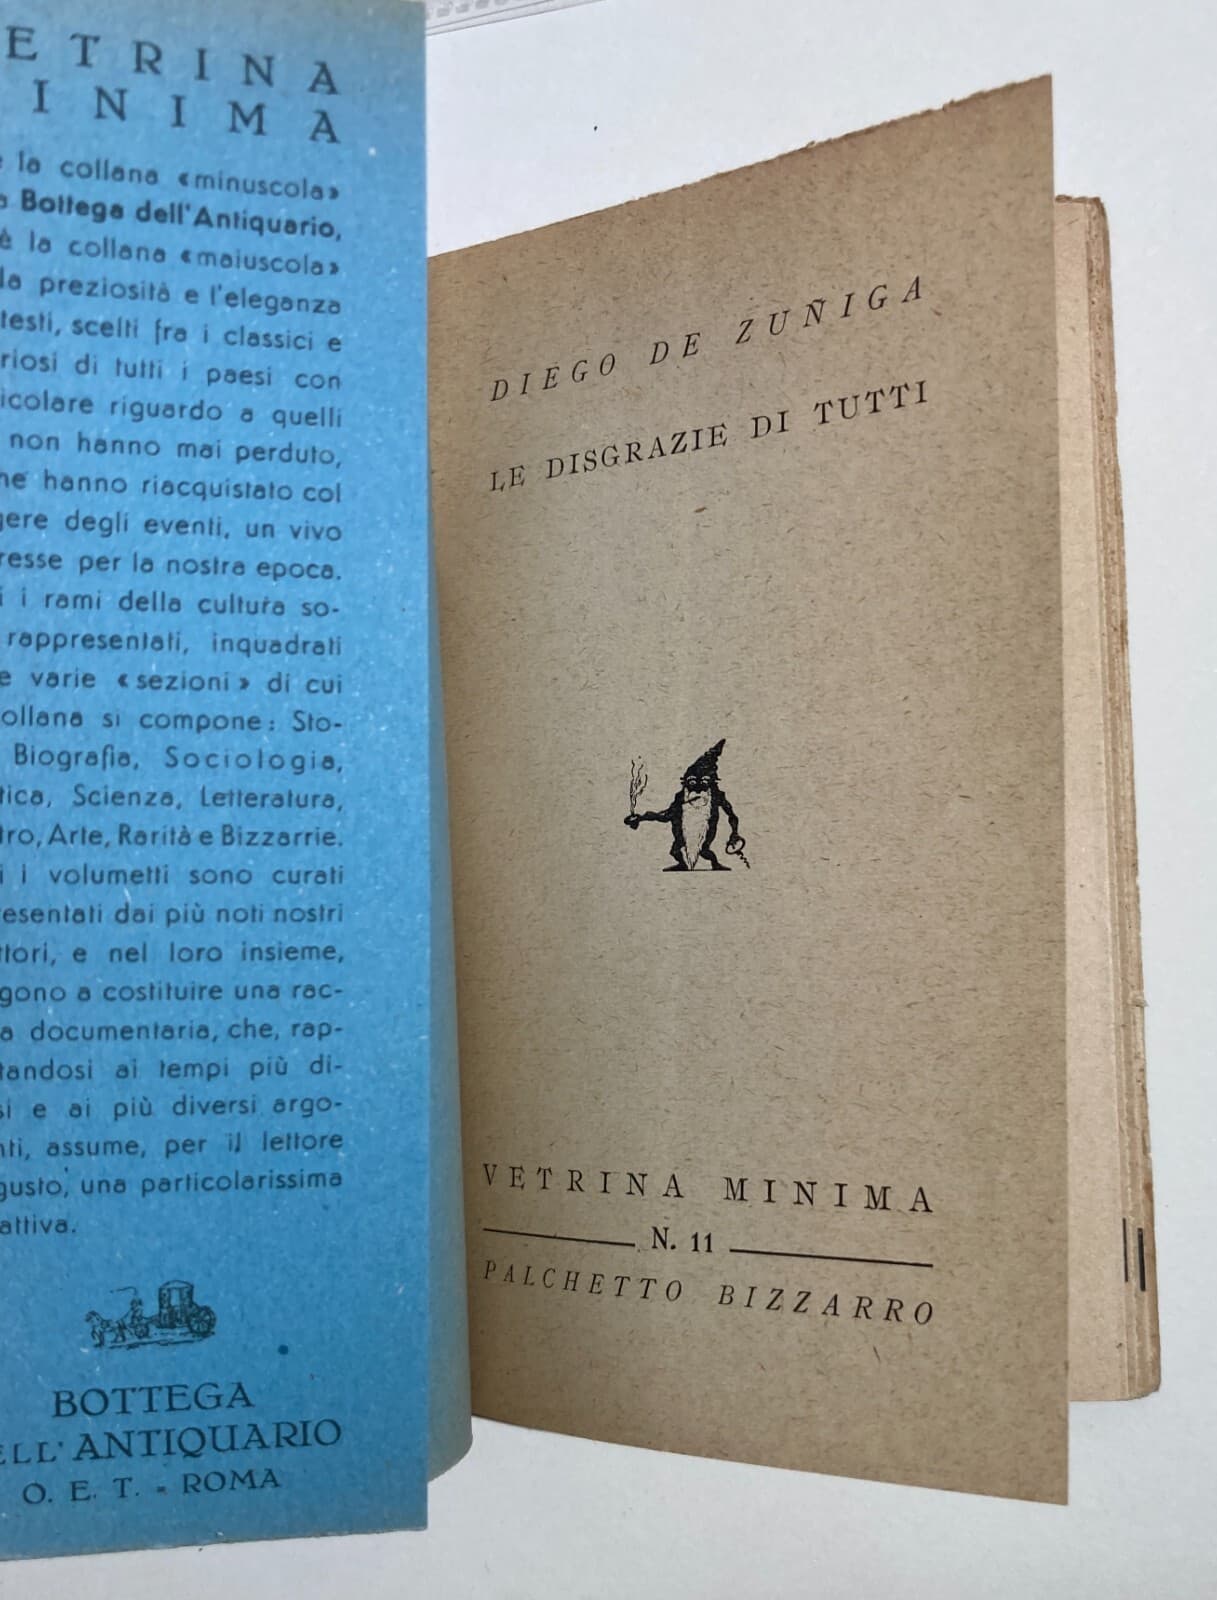 ETRINA
INIMA
la collana «minuscola»
Bottega dell'Antiquario,
è la collana «maiuscola»
la preziosità e l'eleganza
testi, scelti fra i classici e
riosi di tutti i paesi con
icolare riguardo a quelli
non hanno mai perduto,
he hanno riacquistato col
gere degli eventi, un vivo
resse per la nostra epoca.
i i rami della cultura so-
rappresentati, inquadrati
e varie «sezioni» di cui
ollana si compone: Sto-
Biografia, Sociologia,
tica, Scienza, Letteratura,
tro, Arte, Rarità e Bizzarrie.
i i volumetti sono curati
esentati dai più noti nostri
ttori, e nel loro insieme,
gono a costituire una rac-
a documentaria, che, rap-
tandosi ai tempi più di-
si e ai più diversi argo-
nti, assume, per il lettore
gusto, una particolarissima
attiva.
BOTTEGA
ELL'ANTIQUARIO
O. E. T. - ROMA
DIEGO DE ZUÑIGA
LE DISGRAZIE DI TUTTI
VETRINA MINIMA
N. 11
PALCHETTO BIZZARRO